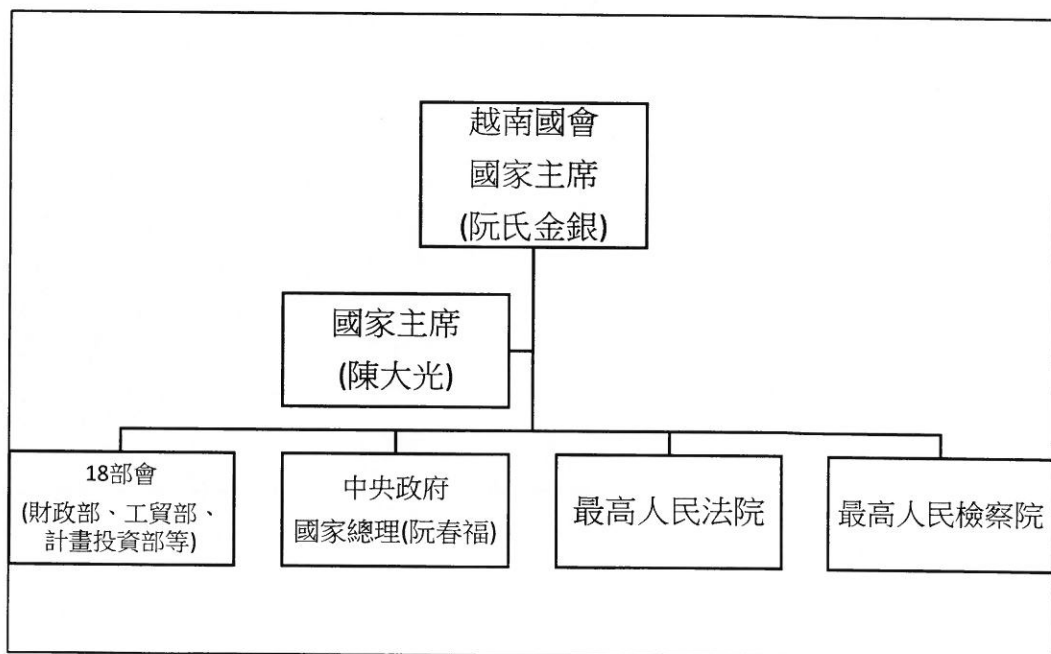 越南國會
國家主席
(阮氏金銀)
國家主席
(陳大光)
18部會
(財政部、工貿部、
計畫投資部等)
中央政府
國家總理(阮春福)
最高人民法院
最高人民檢察院